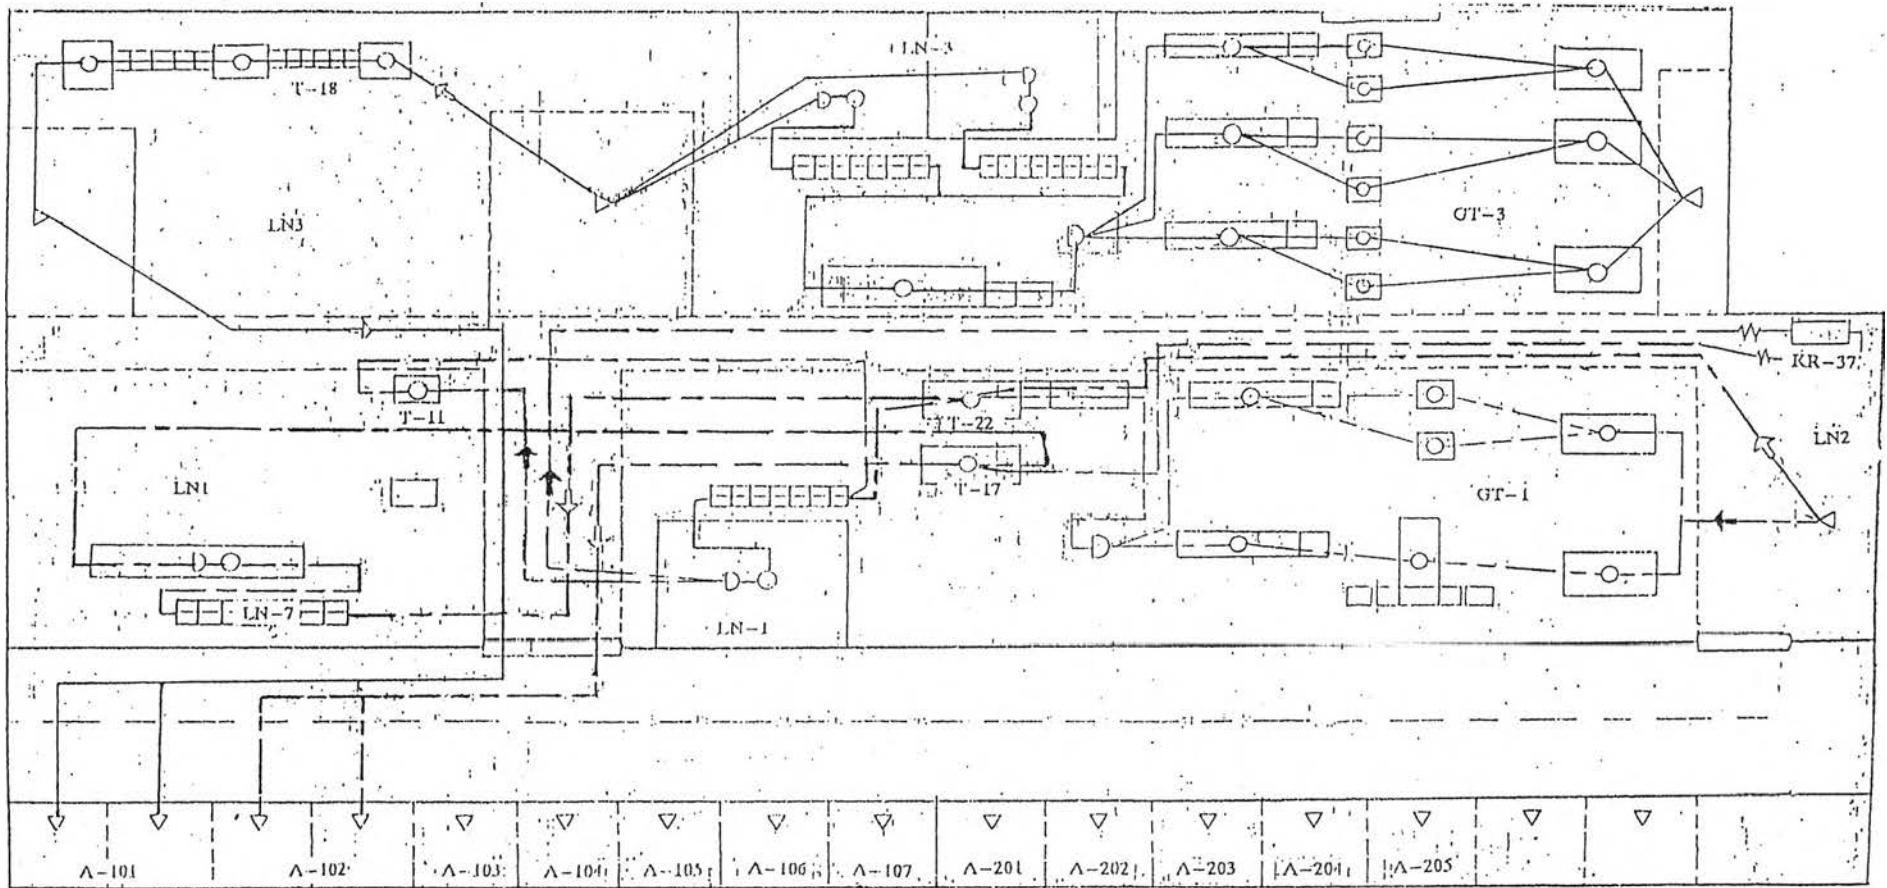 LN-3
T-18
LN3
GT-3
KR-37
T-11
TT-22
LN2
LN1
T-17
GT-1
LN-7
LN-1
A-101
A-102
A-103
A-104
A-105
A-106
A-107
A-201
A-202
A-203
A-204
A-205